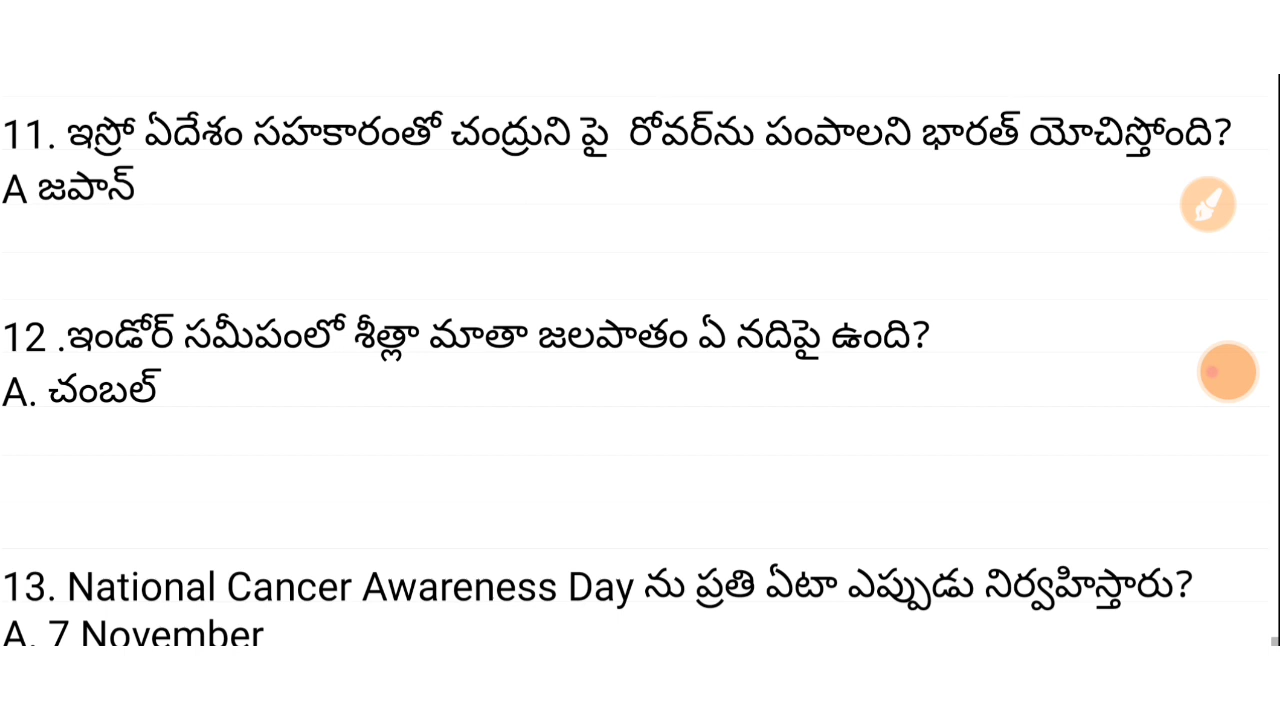 11. ఇస్రో ఏదేశం సహకారంతో చంద్రుని పై రోవర్‌ను పంపాలని భారత్ యోచిస్తోంది?
A జపాన్
12 .ఇండోర్ సమీపంలో శీత్లా మాతా జలపాతం ఏ నదిపై ఉంది?
A. చంబల్
13. National Cancer Awareness Day ను ప్రతి ఏటా ఎప్పుడు నిర్వహిస్తారు?
A. 7 November